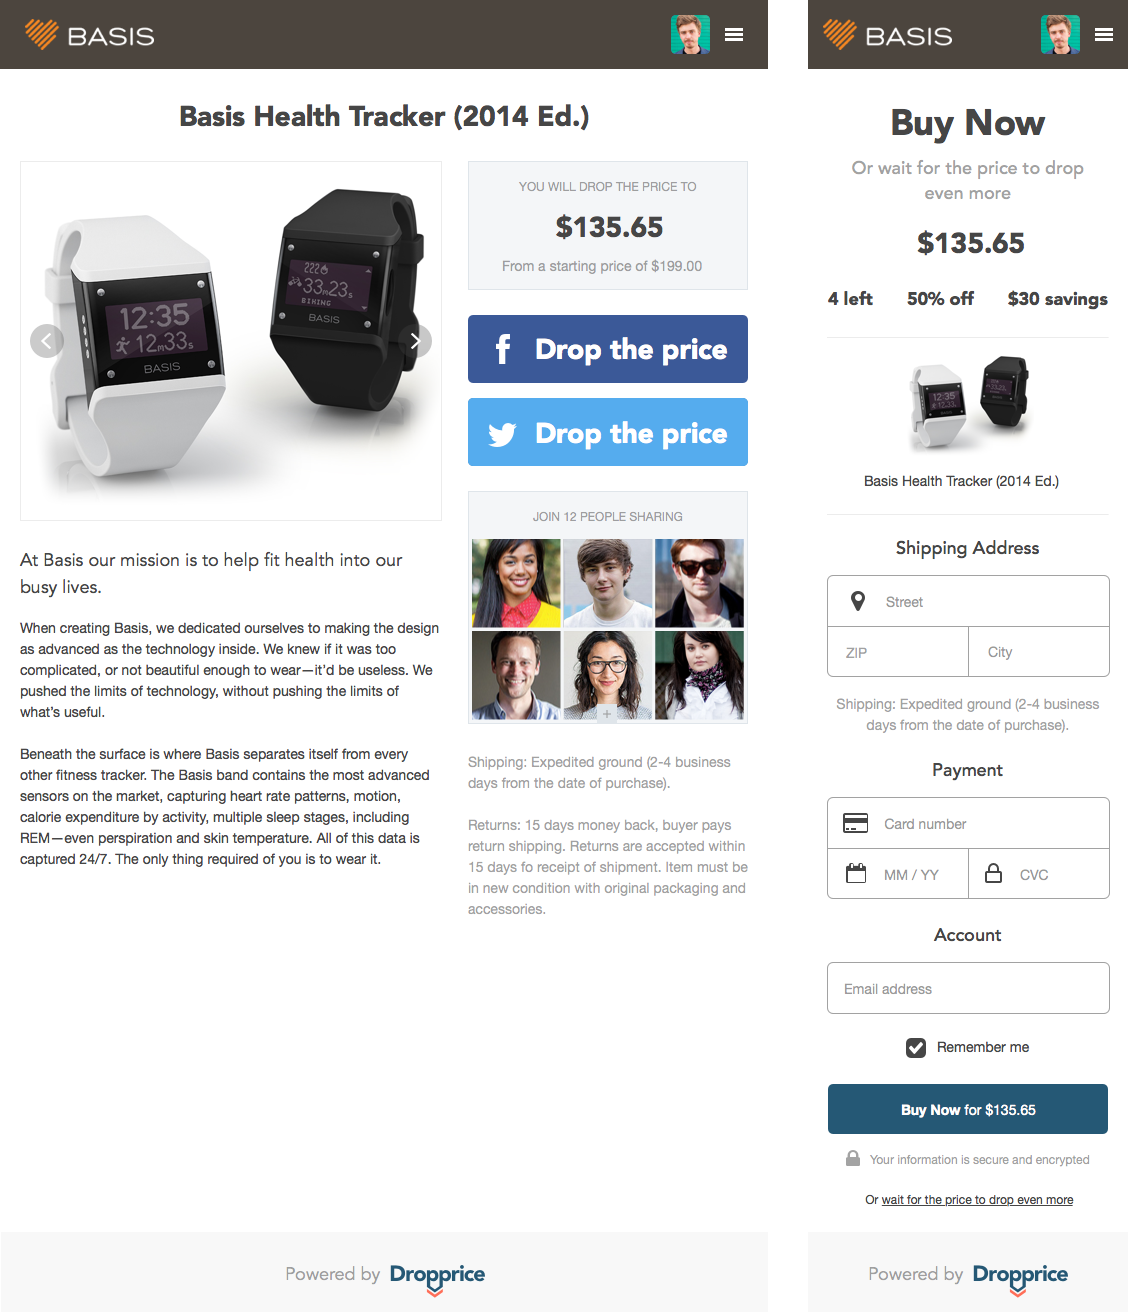 BASIS
Basis Health Tracker (2014 Ed.)
12:35
12m33s
BASIS
222
33m23s
BIKING
BASIS
At Basis our mission is to help fit health into our
busy lives.
When creating Basis, we dedicated ourselves to making the design
as advanced as the technology inside. We knew if it was too
complicated, or not beautiful enough to wear—it'd be useless. We
pushed the limits of technology, without pushing the limits of
what's useful.
Beneath the surface is where Basis separates itself from every
other fitness tracker. The Basis band contains the most advanced
sensors on the market, capturing heart rate patterns, motion,
calorie expenditure by activity, multiple sleep stages, including
REM—even perspiration and skin temperature. All of this data is
captured 24/7. The only thing required of you is to wear it.
YOU WILL DROP THE PRICE TO
$135.65
From a starting price of $199.00
f Drop the price
Drop the price
JOIN 12 PEOPLE SHARING
+
Shipping: Expedited ground (2-4 business
days from the date of purchase).
Returns: 15 days money back, buyer pays
return shipping. Returns are accepted within
15 days fo receipt of shipment. Item must be
in new condition with original packaging and
accessories.
Powered by Dropprice
BASIS
Buy Now
Or wait for the price to drop
even more
$135.65
4 left 50% off $30 savings
12:35
12m33s
Basis Health Tracker (2014 Ed.)
Shipping Address
Street
ZIP City
Shipping: Expedited ground (2-4 business
days from the date of purchase).
Payment
Card number
MM / YY CVC
Account
Email address
Remember me
Buy Now for $135.65
Your information is secure and encrypted
Or wait for the price to drop even more
Powered by Dropprice